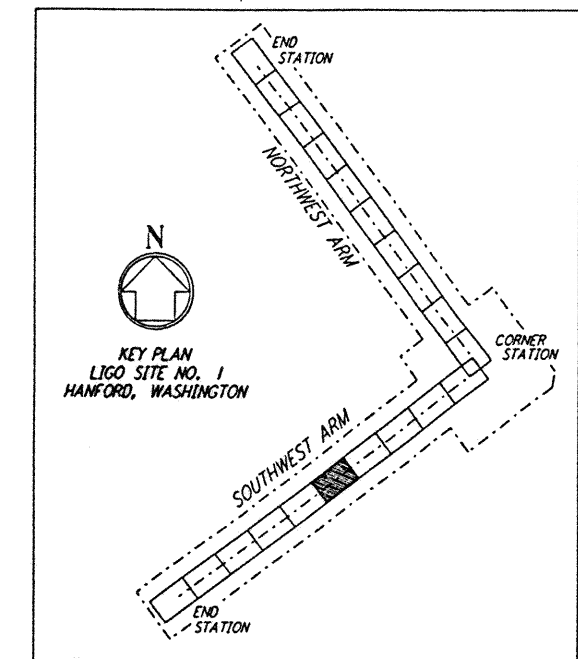 END
STATION
NORTHWEST ARM
N
KEY PLAN
LIGO SITE NO. 1
HANFORD, WASHINGTON
CORNER
STATION
SOUTHWEST ARM
END
STATION